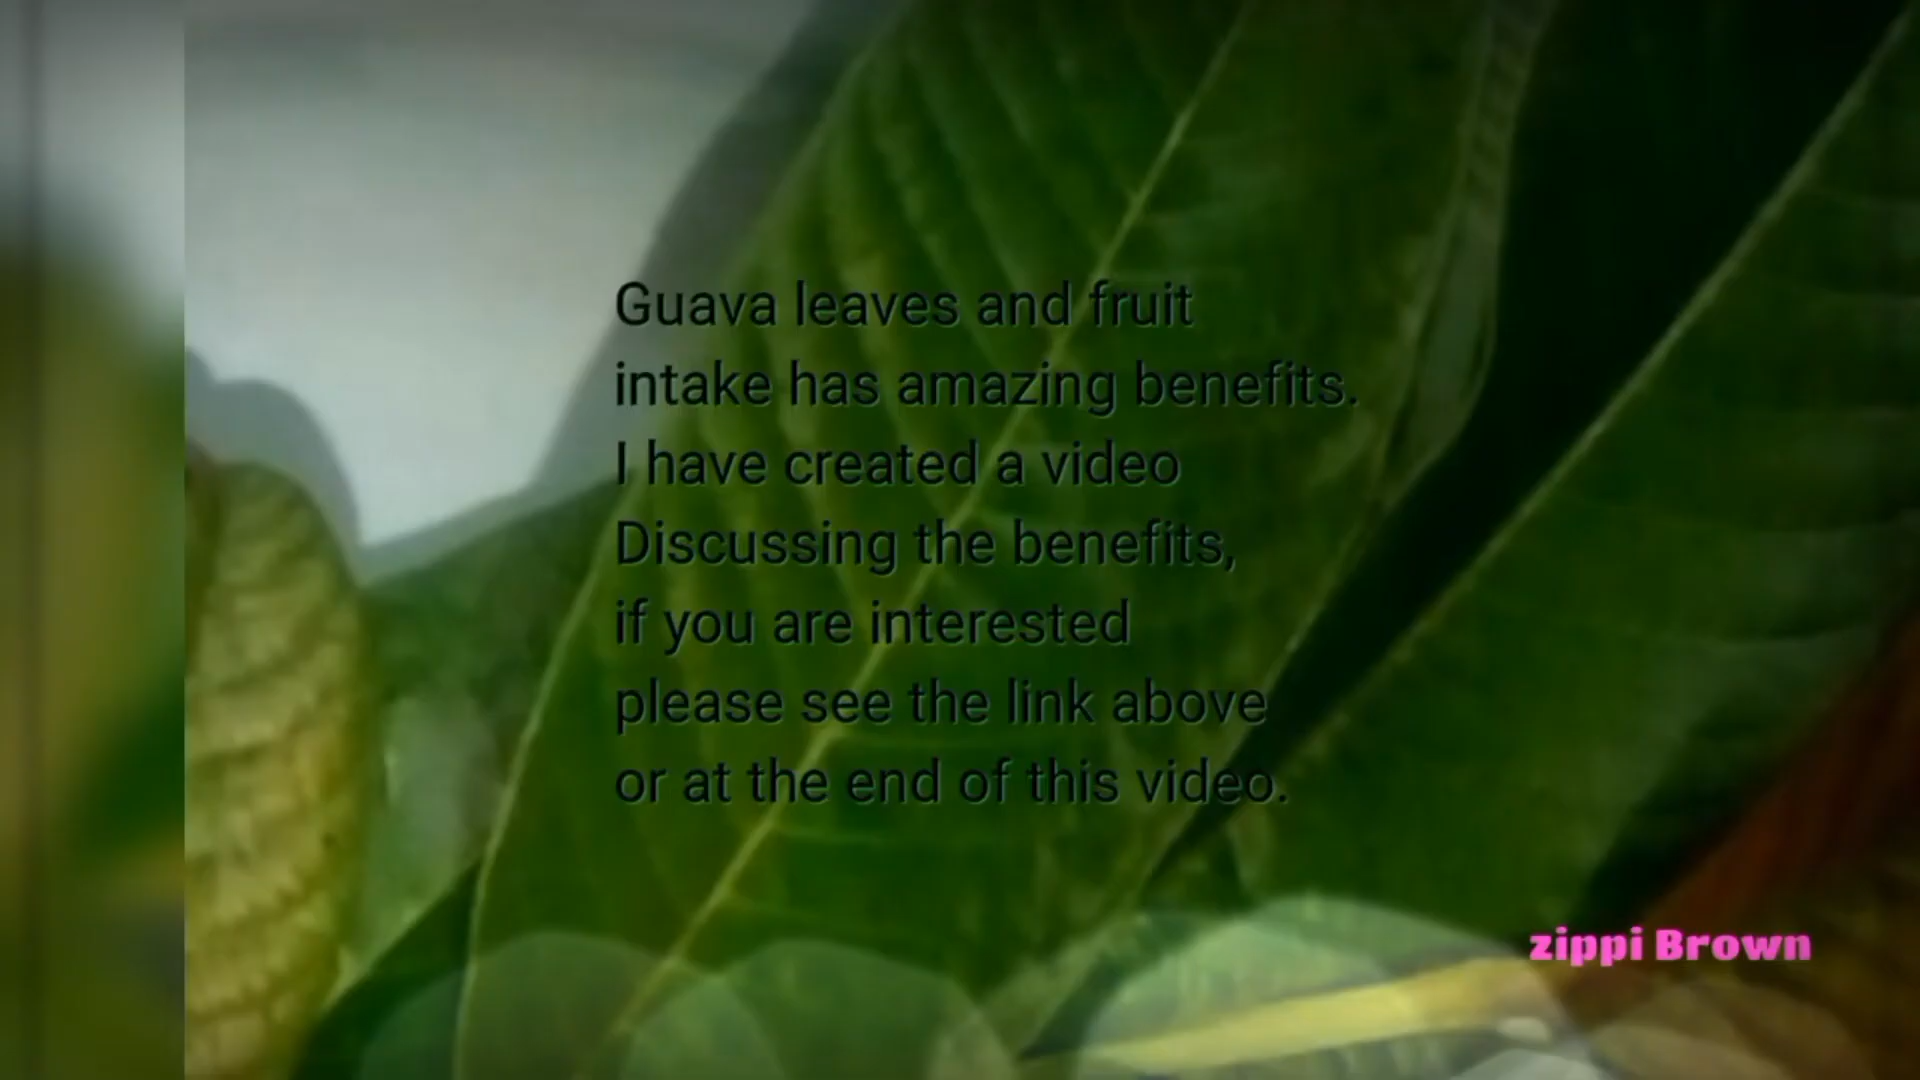 Guava leaves and fruit
intake has amazing benefits.
I have created a video
Discussing the benefits,
if you are interested
please see the link above
or at the end of this video.
zippi Brown